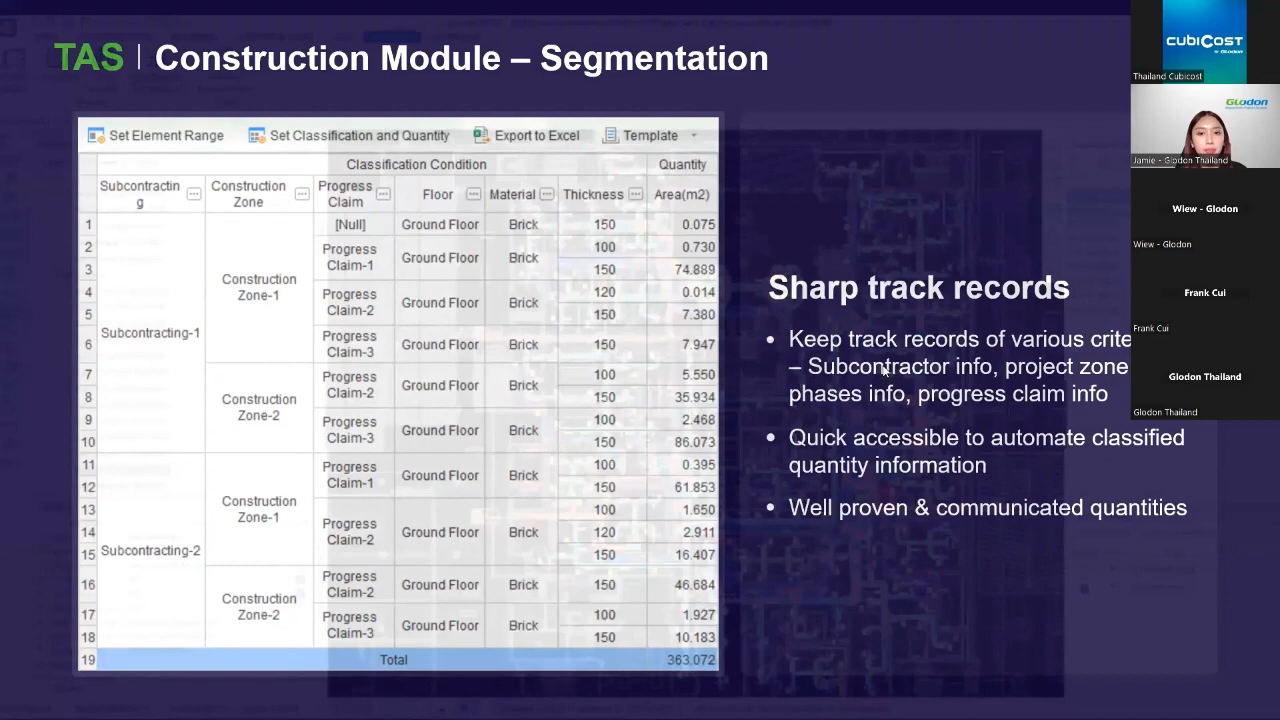 TAS | Construction Module – Segmentation
Set Element Range Set Classification and Quantity Export to Excel Template
Classification Condition Quantity
Subcontractin
g
Construction
Zone
Progress
Claim
Floor Material Thickness Area(m2)
1 [Null] Ground Floor Brick 150 0.075
2 100 0.730
Progress
Claim-1
Ground Floor Brick
3 150 74.889
Construction
Zone-1
4 120 0.014
Progress
Claim-2
Ground Floor Brick
5 150 7.380
Subcontracting-1
6 Progress
Claim-3
Ground Floor Brick 150 7.947
7 100 5.550
Progress
Claim-2
Ground Floor Brick
8 150 35.934
Construction
Zone-2
9 100 2.468
Progress
Claim-3
Ground Floor Brick
10 150 86.073
11 100 0.395
Progress
Claim-1
Ground Floor Brick
12 150 61.853
Construction
Zone-1
13 100 1.650
Progress
Claim-2
14 Ground Floor Brick 120 2.911
15 150 16.407
Subcontracting-2
16 Progress
Claim-2
Ground Floor Brick 150 46.684
Construction
Zone-2
17 100 1.927
Progress
Claim-3
Ground Floor Brick
18 150 10.183
19 Total 363.072
Sharp track records
• Keep track records of various crite
– Subcontractor info, project zone
phases info, progress claim info
• Quick accessible to automate classified
quantity information
• Well proven & communicated quantities
CUBICOST
by Glodon
Thailand Cubicost
Glodon
Jamie - Glodon Thailand
Wiew - Glodon
Wiew - Glodon
Frank Cui
Frank Cui
Glodon Thailand
Glodon Thailand